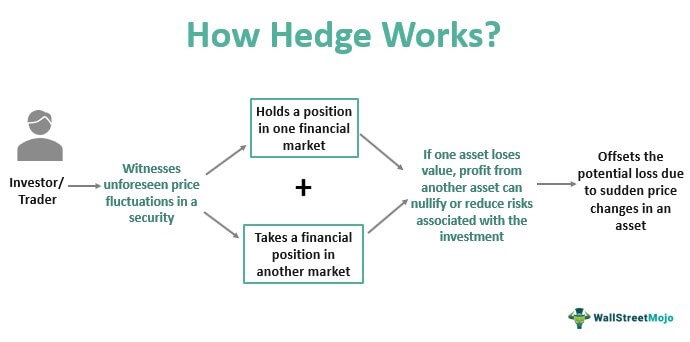 How Hedge Works?
Investor/
Trader
Witnesses
unforeseen price
fluctuations in a
security
Holds a position
in one financial
market
+
Takes a financial
position in
another market
If one asset loses
value, profit from
another asset can
nullify or reduce risks
associated with the
investment
Offsets the
potential loss due
to sudden price
changes in an
asset
WallStreetMojo